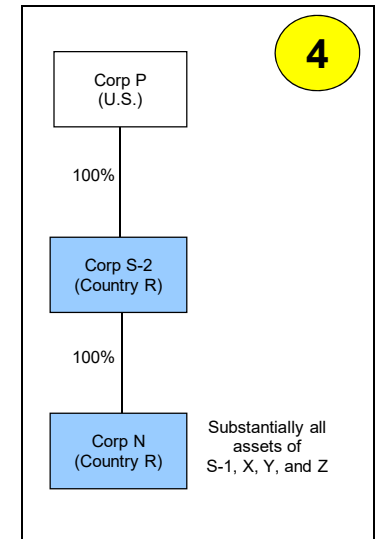 4
Corp P
(U.S.)
100%
Corp S-2
(Country R)
100%
Corp N
(Country R)
Substantially all
assets of
S-1, X, Y, and Z